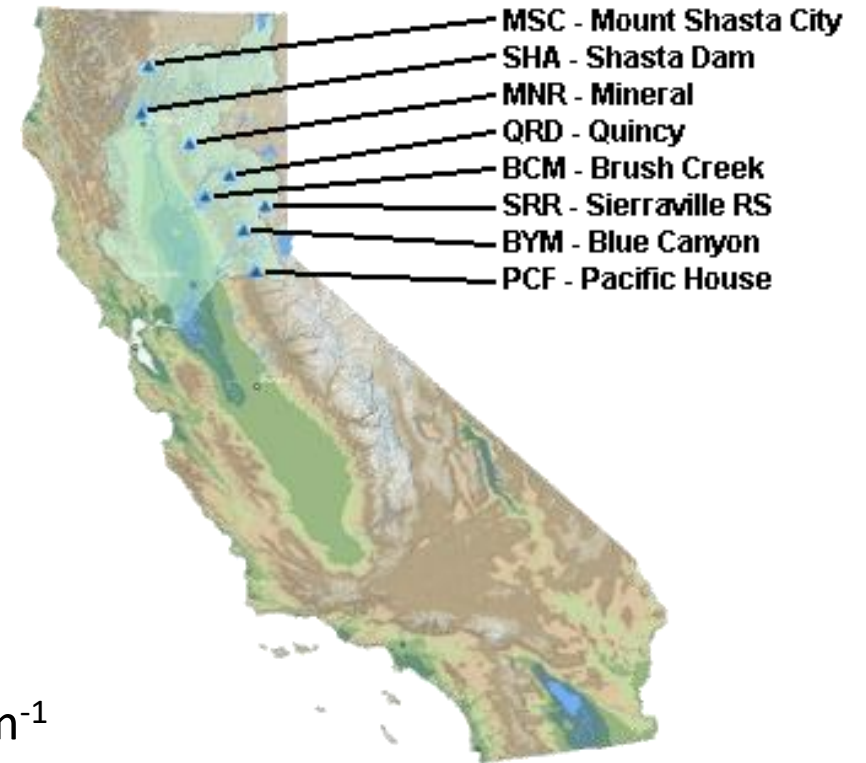 MSC - Mount Shasta City
SHA - Shasta Dam
MNR - Mineral
QRD - Quincy
BCM - Brush Creek
SRR - Sierraville RS
BYM - Blue Canyon
PCF - Pacific House